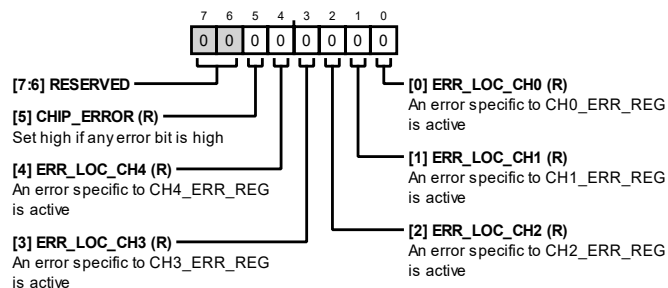 7 6 5 4 3 2 1 0
0 0 0 0 0 0 0 0
[7:6] RESERVED
[5] CHIP_ERROR (R)
Set high if any error bit is high
[4] ERR_LOC_CH4 (R)
An error specific to CH4_ERR_REG
is active
[3] ERR_LOC_CH3 (R)
An error specific to CH3_ERR_REG
is active
[0] ERR_LOC_CH0 (R)
An error specific to CH0_ERR_REG
is active
[1] ERR_LOC_CH1 (R)
An error specific to CH1_ERR_REG
is active
[2] ERR_LOC_CH2 (R)
An error specific to CH2_ERR_REG
is active